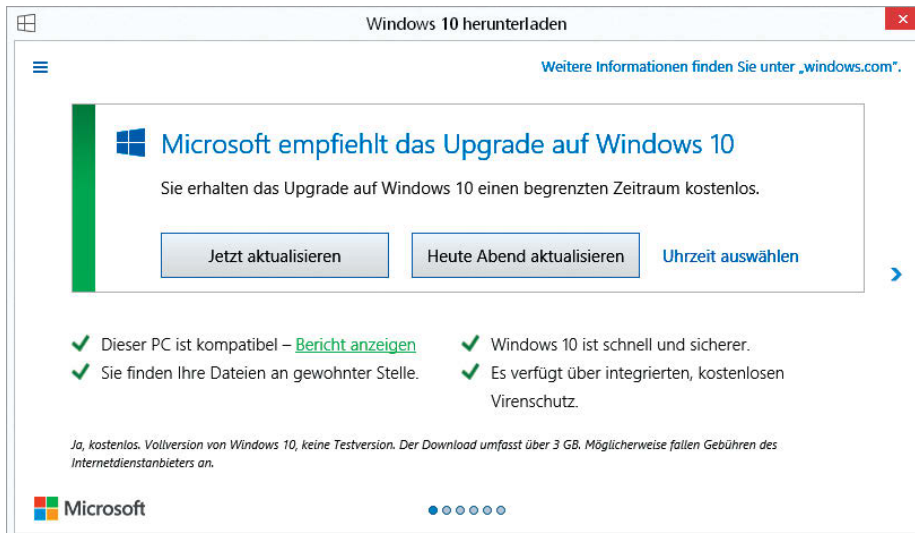 Windows 10 herunterladen
Weitere Informationen finden Sie unter „windows.com".
Microsoft empfiehlt das Upgrade auf Windows 10
Sie erhalten das Upgrade auf Windows 10 einen begrenzten Zeitraum kostenlos.
Jetzt aktualisieren
Heute Abend aktualisieren
Uhrzeit auswählen
Dieser PC ist kompatibel – Bericht anzeigen
Sie finden Ihre Dateien an gewohnter Stelle.
Windows 10 ist schnell und sicherer.
Es verfügt über integrierten, kostenlosen
Virenschutz.
Ja, kostenlos. Vollversion von Windows 10, keine Testversion. Der Download umfasst über 3 GB. Möglicherweise fallen Gebühren des
Internetdienstanbieters an.
Microsoft